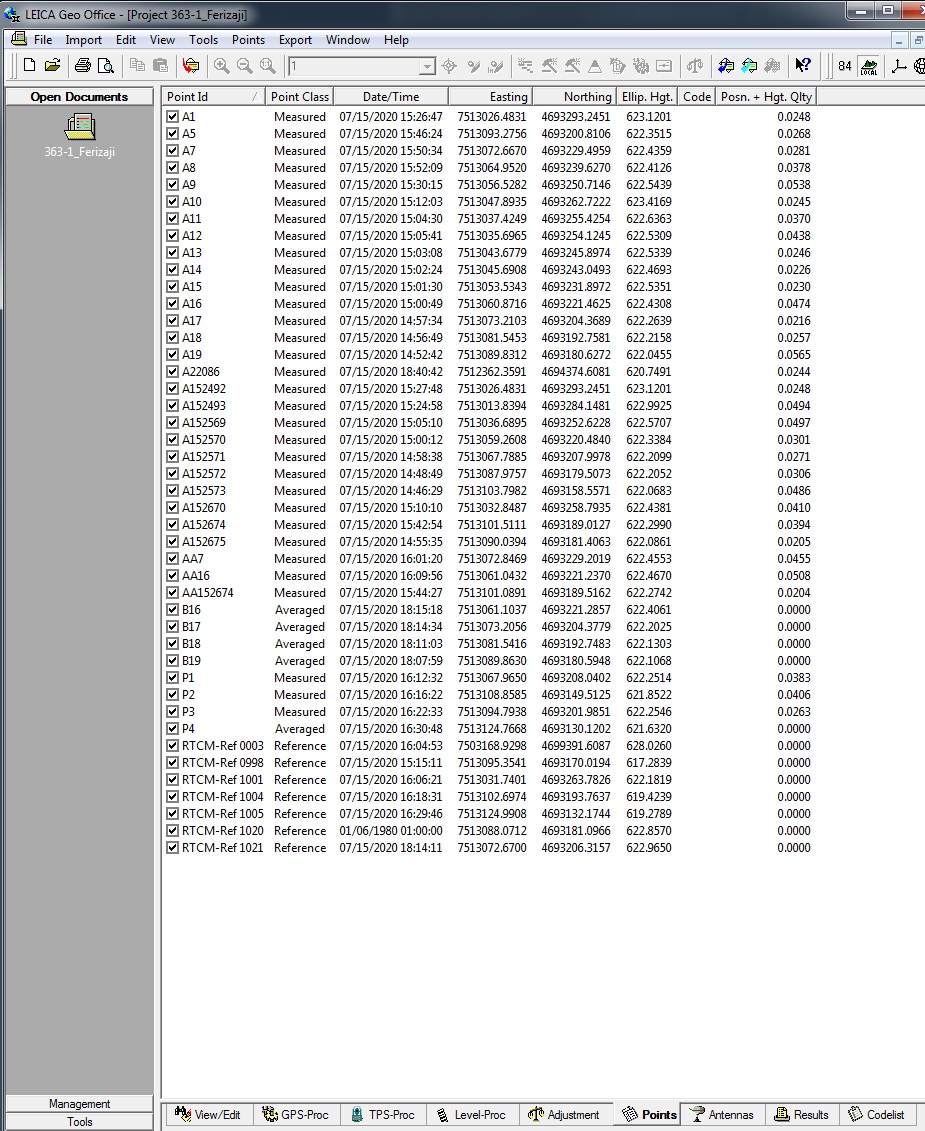 LEICA Geo Office - [Project 363-1_Ferizaji]
File Import Edit View Tools Points Export Window Help
1 84 LOCAL
Open Documents
363-1_Ferizaji
Point Id Point Class Date/Time Easting Northing Ellip. Hgt. Code Posn. + Hgt. Qlty
A1 Measured 07/15/2020 15:26:47 7513026.4831 4693293.2451 623.1201 0.0248
A5 Measured 07/15/2020 15:46:24 7513093.2756 4693200.8106 622.3515 0.0268
A7 Measured 07/15/2020 15:50:34 7513072.6670 4693229.4959 622.4359 0.0281
A8 Measured 07/15/2020 15:52:09 7513064.9520 4693239.6270 622.4126 0.0378
A9 Measured 07/15/2020 15:30:15 7513056.5282 4693250.7146 622.5439 0.0538
A10 Measured 07/15/2020 15:12:03 7513047.8935 4693262.7222 623.4169 0.0245
A11 Measured 07/15/2020 15:04:30 7513037.4249 4693255.4254 622.6363 0.0370
A12 Measured 07/15/2020 15:05:41 7513035.6965 4693254.1245 622.5309 0.0438
A13 Measured 07/15/2020 15:03:08 7513043.6779 4693245.8974 622.5339 0.0246
A14 Measured 07/15/2020 15:02:24 7513045.6908 4693243.0493 622.4693 0.0226
A15 Measured 07/15/2020 15:01:30 7513053.5343 4693231.8972 622.5351 0.0230
A16 Measured 07/15/2020 15:00:49 7513060.8716 4693221.4625 622.4308 0.0474
A17 Measured 07/15/2020 14:57:34 7513073.2103 4693204.3689 622.2639 0.0216
A18 Measured 07/15/2020 14:56:49 7513081.5453 4693192.7581 622.2158 0.0257
A19 Measured 07/15/2020 14:52:42 7513089.8312 4693180.6272 622.0455 0.0565
A22086 Measured 07/15/2020 18:40:42 7512362.3591 4694374.6081 620.7491 0.0244
A152492 Measured 07/15/2020 15:27:48 7513026.4831 4693293.2451 623.1201 0.0248
A152493 Measured 07/15/2020 15:24:58 7513013.8394 4693284.1481 622.9925 0.0494
A152569 Measured 07/15/2020 15:05:10 7513036.6895 4693252.6228 622.5707 0.0497
A152570 Measured 07/15/2020 15:00:12 7513059.2608 4693220.4840 622.3384 0.0301
A152571 Measured 07/15/2020 14:58:38 7513067.7885 4693207.9978 622.2099 0.0271
A152572 Measured 07/15/2020 14:48:49 7513087.9757 4693179.5073 622.2052 0.0306
A152573 Measured 07/15/2020 14:46:29 7513103.7982 4693158.5571 622.0683 0.0486
A152670 Measured 07/15/2020 15:10:10 7513032.8487 4693258.7935 622.4381 0.0410
A152674 Measured 07/15/2020 15:42:54 7513101.5111 4693189.0127 622.2990 0.0394
A152675 Measured 07/15/2020 14:55:35 7513090.0394 4693181.4063 622.0861 0.0205
AA7 Measured 07/15/2020 16:01:20 7513072.8469 4693229.2019 622.4553 0.0455
AA16 Measured 07/15/2020 16:09:56 7513061.0432 4693221.2370 622.4670 0.0508
AA152674 Measured 07/15/2020 15:44:27 7513101.0891 4693189.5162 622.2742 0.0204
B16 Averaged 07/15/2020 18:15:18 7513061.1037 4693221.2857 622.4061 0.0000
B17 Averaged 07/15/2020 18:14:34 7513073.2056 4693204.3779 622.2025 0.0000
B18 Averaged 07/15/2020 18:11:03 7513081.5416 4693192.7483 622.1303 0.0000
B19 Averaged 07/15/2020 18:07:59 7513089.8630 4693180.5948 622.1068 0.0000
P1 Measured 07/15/2020 16:12:32 7513067.9650 4693208.0402 622.2514 0.0383
P2 Measured 07/15/2020 16:16:22 7513108.8585 4693149.5125 621.8522 0.0406
P3 Measured 07/15/2020 16:22:33 7513094.7938 4693201.9851 622.2546 0.0263
P4 Averaged 07/15/2020 16:30:48 7513124.7668 4693130.1202 621.6320 0.0000
RTCM-Ref 0003 Reference 07/15/2020 16:04:53 7503168.9298 4699391.6087 628.0260 0.0000
RTCM-Ref 0998 Reference 07/15/2020 15:15:11 7513095.3541 4693170.0194 617.2839 0.0000
RTCM-Ref 1001 Reference 07/15/2020 16:06:21 7513031.7401 4693263.7826 622.1819 0.0000
RTCM-Ref 1004 Reference 07/15/2020 16:18:31 7513102.6974 4693193.7637 619.4239 0.0000
RTCM-Ref 1005 Reference 07/15/2020 16:29:46 7513124.9908 4693132.1744 619.2789 0.0000
RTCM-Ref 1020 Reference 01/06/1980 01:00:00 7513088.0712 4693181.0966 622.8570 0.0000
RTCM-Ref 1021 Reference 07/15/2020 18:14:11 7513072.6700 4693206.3157 622.9650 0.0000
Management
Tools
View/Edit GPS-Proc TPS-Proc Level-Proc Adjustment Points Antennas Results Codelist